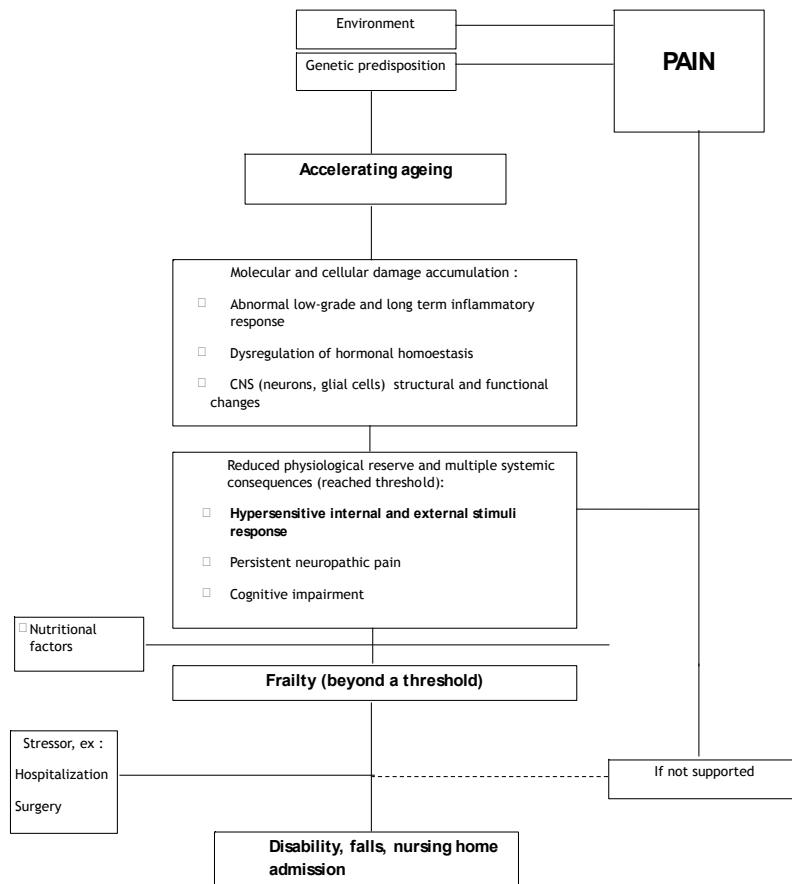 Environment
Genetic predisposition
PAIN
Accelerating ageing
Molecular and cellular damage accumulation :
Abnormal low-grade and long term inflammatory
response
Dysregulation of hormonal homoestasis
CNS (neurons, glial cells) structural and functional
changes
Reduced physiological reserve and multiple systemic
consequences (reached threshold):
Hypersensitive internal and external stimuli
response
Persistent neuropathic pain
Cognitive impairment
Nutritional
factors
Frailty (beyond a threshold)
Stressor, ex :
Hospitalization
Surgery
If not supported
Disability, falls, nursing home
admission